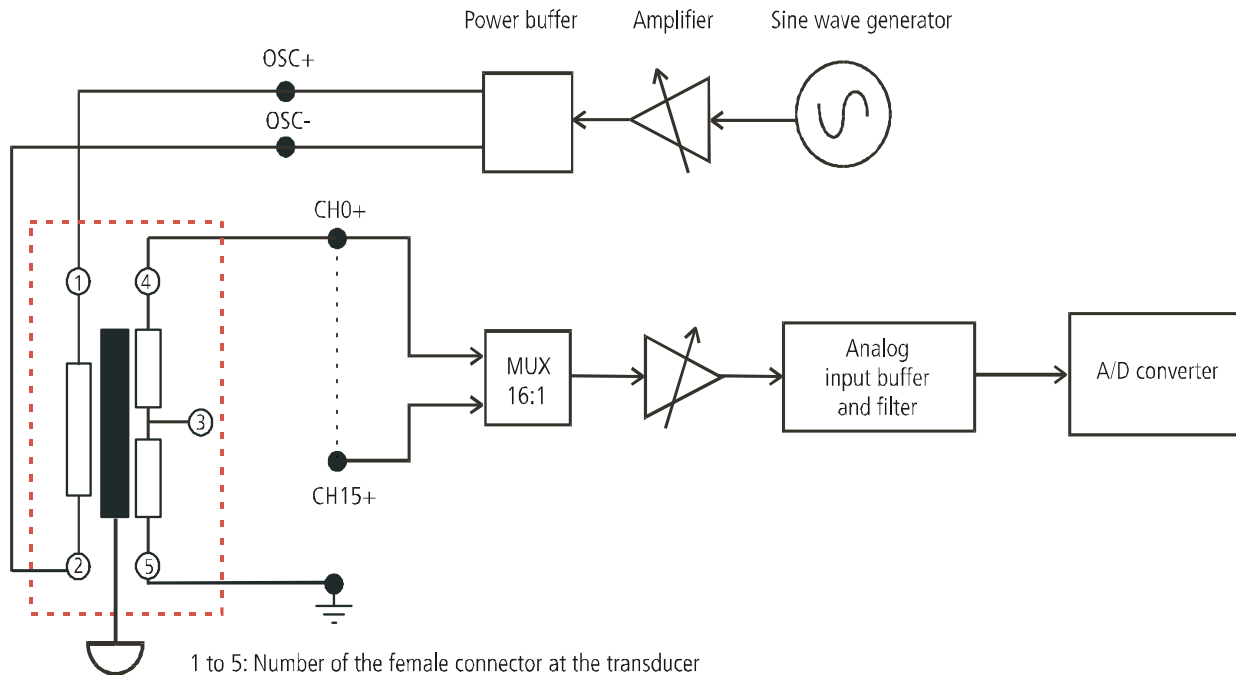 Power buffer
Amplifier
Sine wave generator
OSC+
OSC-
CH0+
1
4
MUX
16:1
Analog
input buffer
and filter
A/D converter
3
CH15+
2
5
1 to 5: Number of the female connector at the transducer